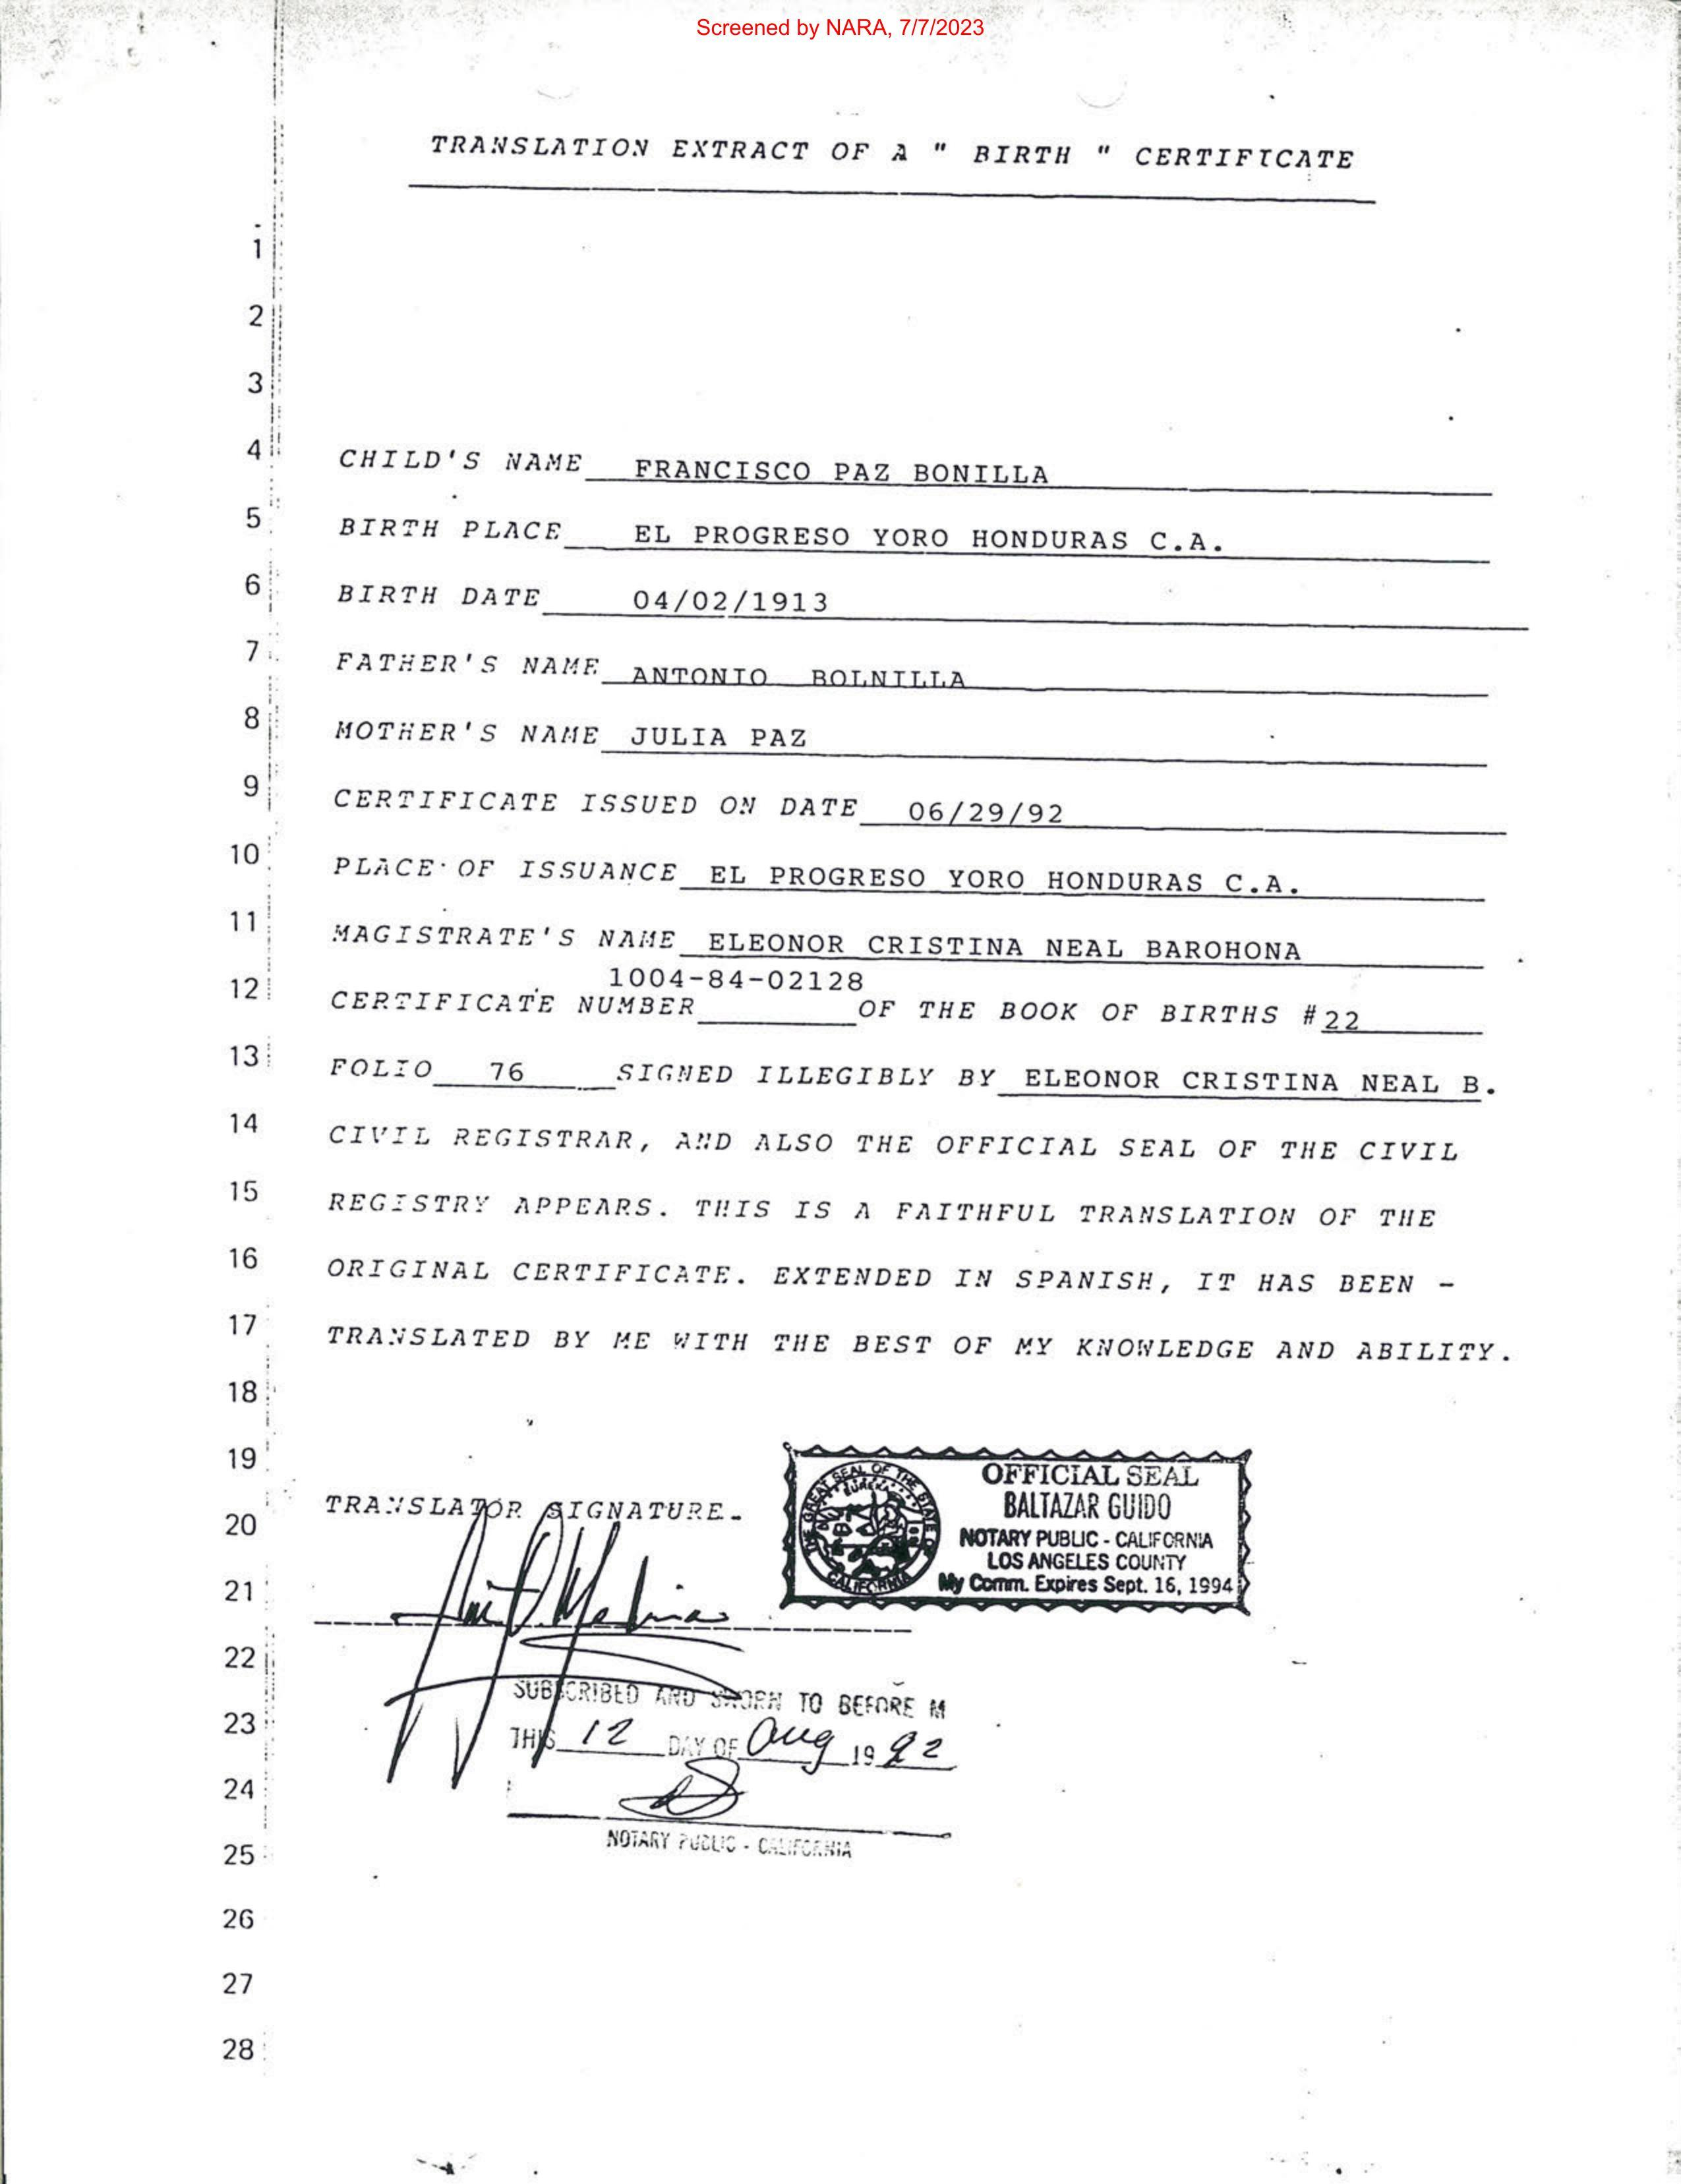 Screened by NARA, 7/7/2023
TRANSLATION EXTRACT OF A " BIRTH " CERTIFICATE
1
2
3
4 CHILD'S NAME FRANCISCO PAZ BONILLA
5 BIRTH PLACE EL PROGRESO YORO HONDURAS C.A.
6 BIRTH DATE 04/02/1913
7 FATHER'S NAME ANTONIO BOLNILLA
8 MOTHER'S NAME JULIA PAZ
9 CERTIFICATE ISSUED ON DATE 06/29/92
10 PLACE OF ISSUANCE EL PROGRESO YORO HONDURAS C.A.
11 MAGISTRATE'S NAME ELEONOR CRISTINA NEAL BAROHONA
1004-84-02128
12 CERTIFICATE NUMBER OF THE BOOK OF BIRTHS #22
13 FOLIO 76 SIGNED ILLEGIBLY BY ELEONOR CRISTINA NEAL B.
14 CIVIL REGISTRAR, AND ALSO THE OFFICIAL SEAL OF THE CIVIL
15 REGISTRY APPEARS. THIS IS A FAITHFUL TRANSLATION OF THE
16 ORIGINAL CERTIFICATE. EXTENDED IN SPANISH, IT HAS BEEN -
17 TRANSLATED BY ME WITH THE BEST OF MY KNOWLEDGE AND ABILITY.
18
19
THE GREAT SEAL OF THE STATE OF CALIFORNIA
EUREKA
OFFICIAL SEAL
BALTAZAR GUIDO
NOTARY PUBLIC - CALIFORNIA
LOS ANGELES COUNTY
My Comm. Expires Sept. 16, 1994
20 TRANSLATOR SIGNATURE.
21
22
SUBSCRIBED AND SWORN TO BEFORE M
23 THIS 12 DAY OF Aug 1992
24
25 NOTARY PUBLIC - CALIFORNIA
26
27
28